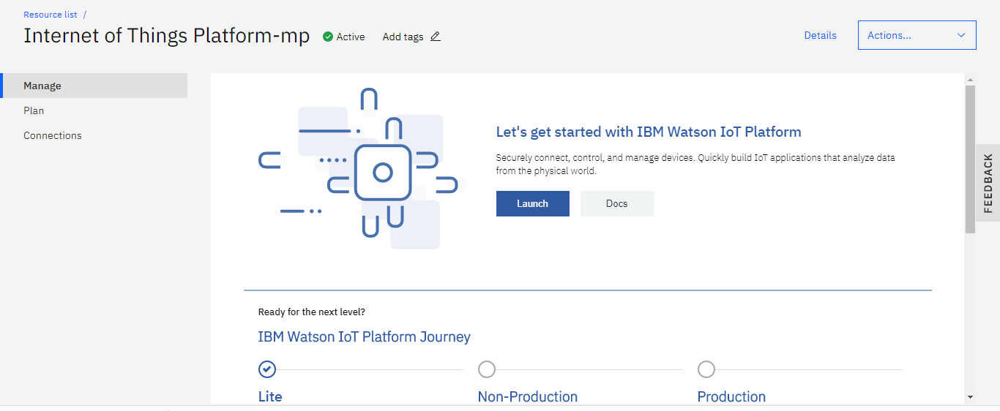 Resource list /
Internet of Things Platform-mp Active Add tags
Details
Actions...
Manage
Plan
Connections
Let's get started with IBM Watson IoT Platform
Securely connect, control, and manage devices. Quickly build IoT applications that analyze data
from the physical world.
Launch Docs
FEEDBACK
Ready for the next level?
IBM Watson IoT Platform Journey
Lite Non-Production Production